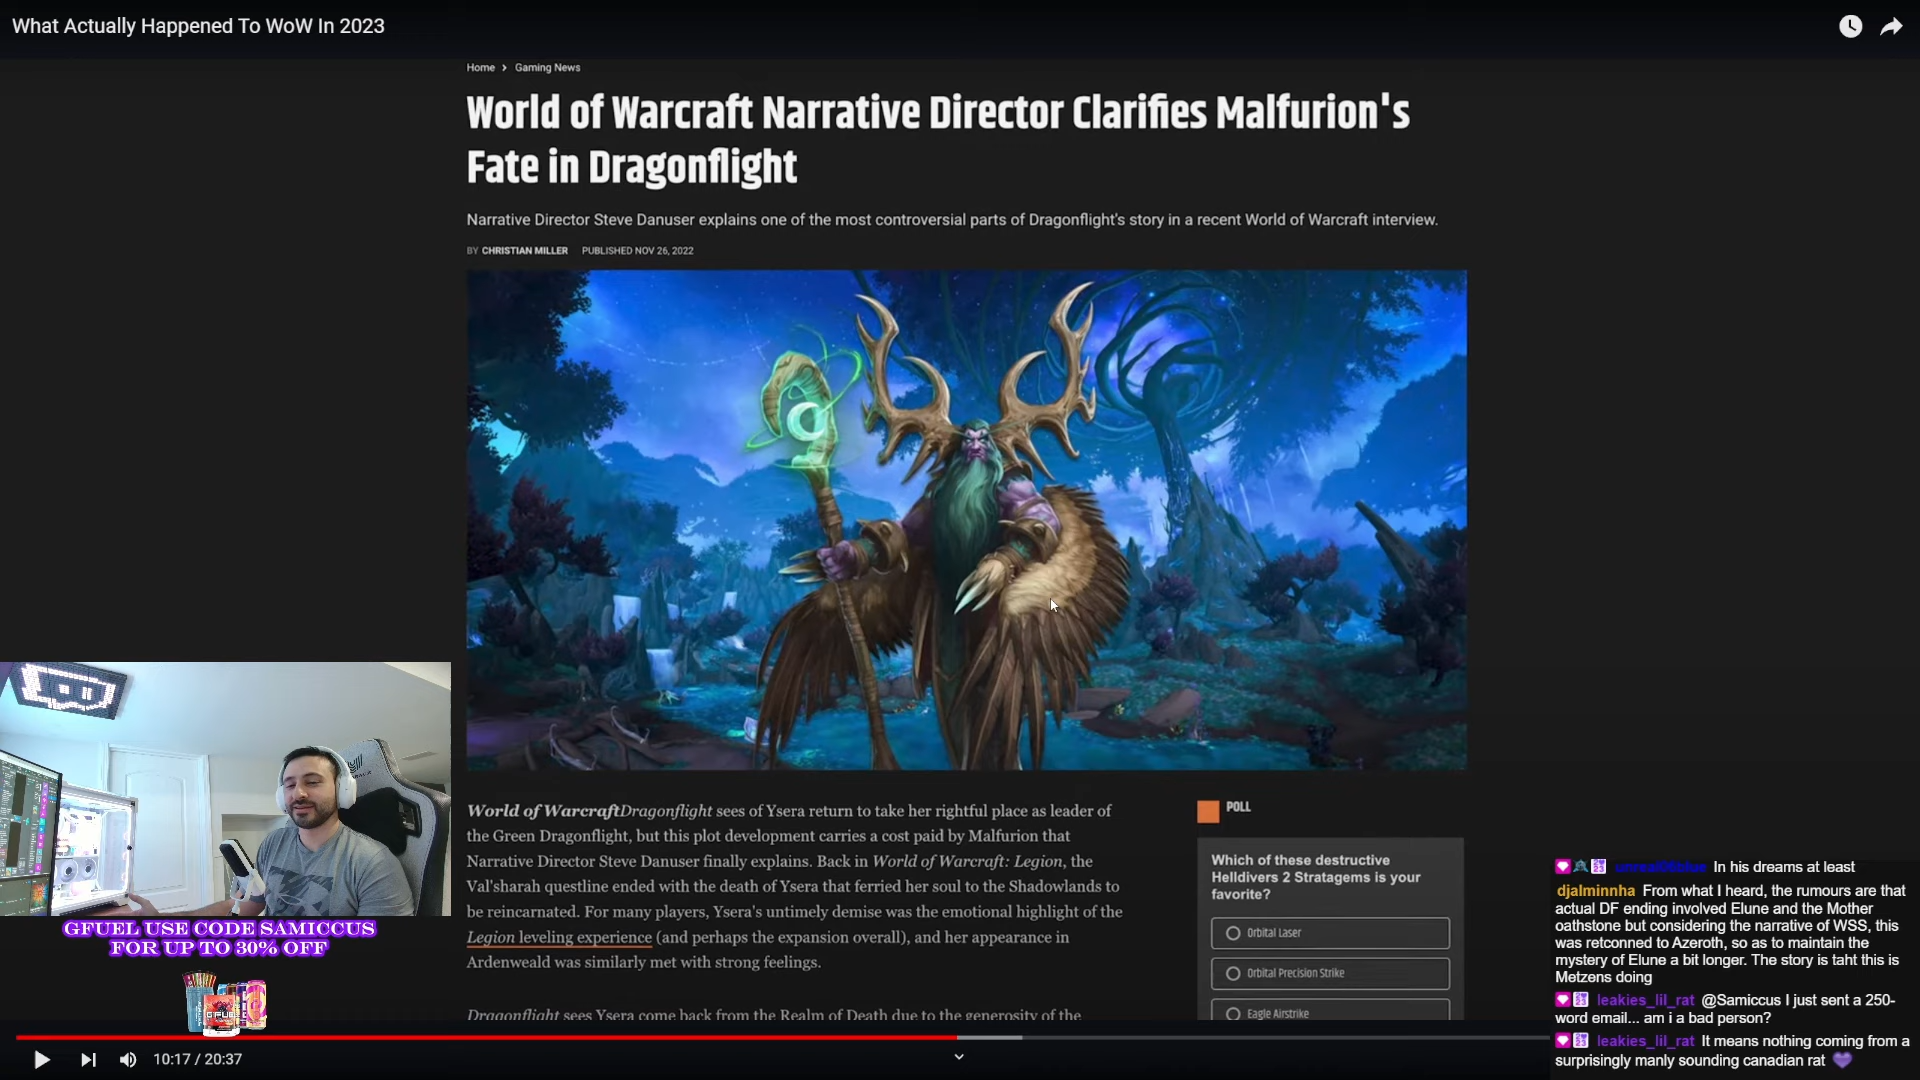 What Actually Happened To WoW In 2023
Home > Gaming News
World of Warcraft Narrative Director Clarifies Malfurion's
Fate in Dragonflight
Narrative Director Steve Danuser explains one of the most controversial parts of Dragonflight's story in a recent World of Warcraft interview.
BY CHRISTIAN MILLER PUBLISHED NOV 26, 2022
World of WarcraftDragonflight sees of Ysera return to take her rightful place as leader of
the Green Dragonflight, but this plot development carries a cost paid by Malfurion that
Narrative Director Steve Danuser finally explains. Back in World of Warcraft: Legion, the
Val'sharah questline ended with the death of Ysera that ferried her soul to the Shadowlands to
be reincarnated. For many players, Ysera's untimely demise was the emotional highlight of the
Legion leveling experience (and perhaps the expansion overall), and her appearance in
Ardenweald was similarly met with strong feelings.
Dragonflight sees Ysera come back from the Realm of Death due to the generosity of the
POLL
Which of these destructive
Helldivers 2 Stratagems is your
favorite?
Orbital Laser
Orbital Precision Strike
Eagle Airstrike
GFUEL USE CODE SAMICCUS
FOR UP TO 30% OFF
GFUEL
In his dreams at least
djalminnha From what I heard, the rumours are that
actual DF ending involved Elune and the Mother
oathstone but considering the narrative of WSS, this
was retconned to Azeroth, so as to maintain the
mystery of Elune a bit longer. The story is taht this is
Metzens doing
leakies_lil_rat @Samiccus I just sent a 250-
word email... am i a bad person?
leakies_lil_rat It means nothing coming from a
surprisingly manly sounding canadian rat
10:17 / 20:37